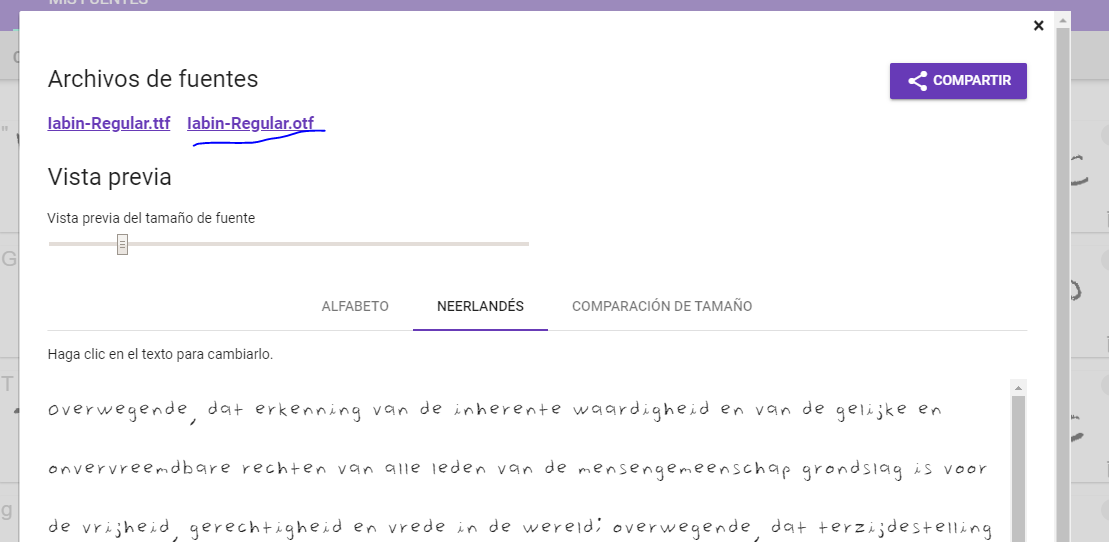 MIS FUENTES
×
Archivos de fuentes
COMPARTIR
labin-Regular.ttf labin-Regular.otf
Vista previa
Vista previa del tamaño de fuente
ALFABETO NEERLANDÉS COMPARACIÓN DE TAMAÑO
Haga clic en el texto para cambiarlo.
Overwegende, dat erkenning van de inherente waardigheid en van de gelijke en
onvervreemdbare rechten van alle leden van de mensengemeenschap grondslag is voor
de vrijheid, gerechtigheid en vrede in de wereld; overwegende, dat terzijdestelling
G
T
g